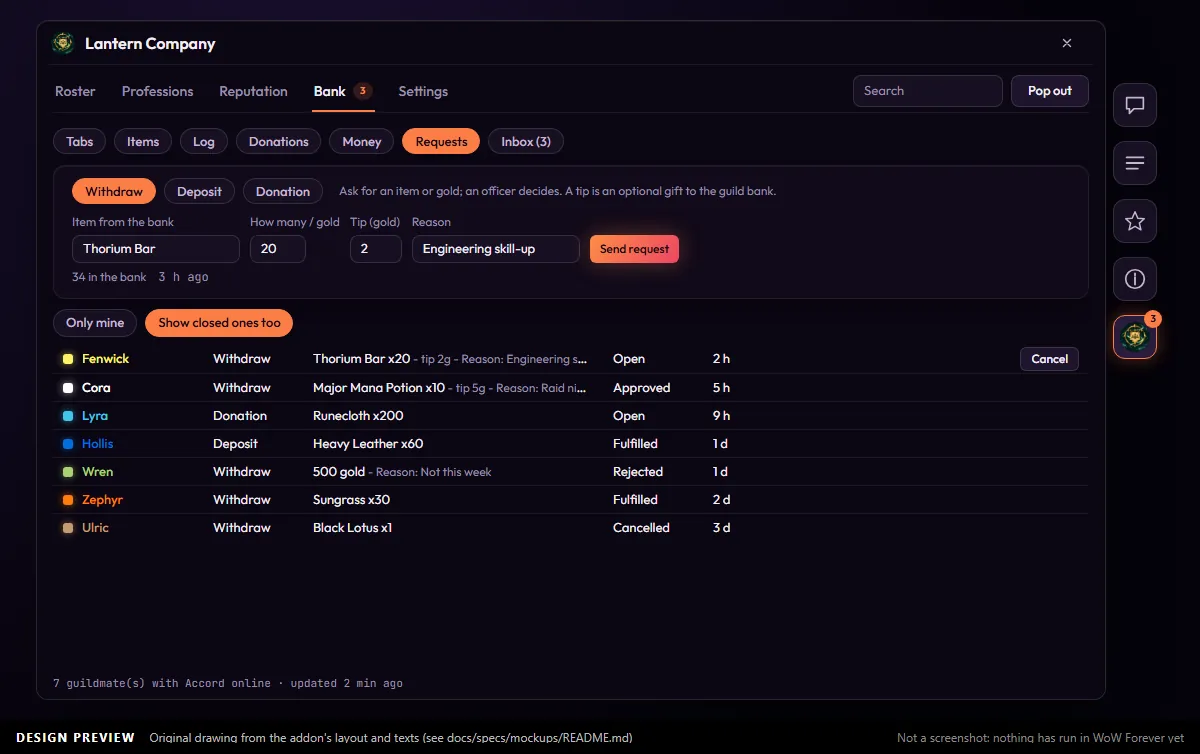 Lantern Company ×
Roster Professions Reputation Bank 3 Settings Search Pop out
Tabs Items Log Donations Money Requests Inbox (3)
Withdraw Deposit Donation Ask for an item or gold; an officer decides. A tip is an optional gift to the guild bank.
Item from the bank How many / gold Tip (gold) Reason
Thorium Bar 20 2 Engineering skill-up Send request
34 in the bank 3 h ago
3
Only mine Show closed ones too
Fenwick Withdraw Thorium Bar x20 - tip 2g - Reason: Engineering s... Open 2 h Cancel
Cora Withdraw Major Mana Potion x10 - tip 5g - Reason: Raid ni... Approved 5 h
Lyra Donation Runecloth x200 Open 9 h
Hollis Deposit Heavy Leather x60 Fulfilled 1 d
Wren Withdraw 500 gold - Reason: Not this week Rejected 1 d
Zephyr Withdraw Sungrass x30 Fulfilled 2 d
Ulric Withdraw Black Lotus x1 Cancelled 3 d
7 guildmate(s) with Accord online · updated 2 min ago
DESIGN PREVIEW Original drawing from the addon's layout and texts (see docs/specs/mockups/README.md) Not a screenshot: nothing has run in WoW Forever yet